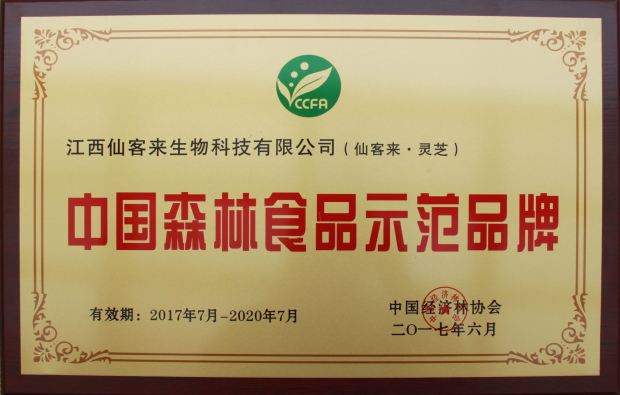 CCFA
江西仙客来生物科技有限公司（仙客来·灵芝）
中国森林食品示范品牌
有效期：2017年7月-2020年7月
中国经济林协会
二〇一七年六月